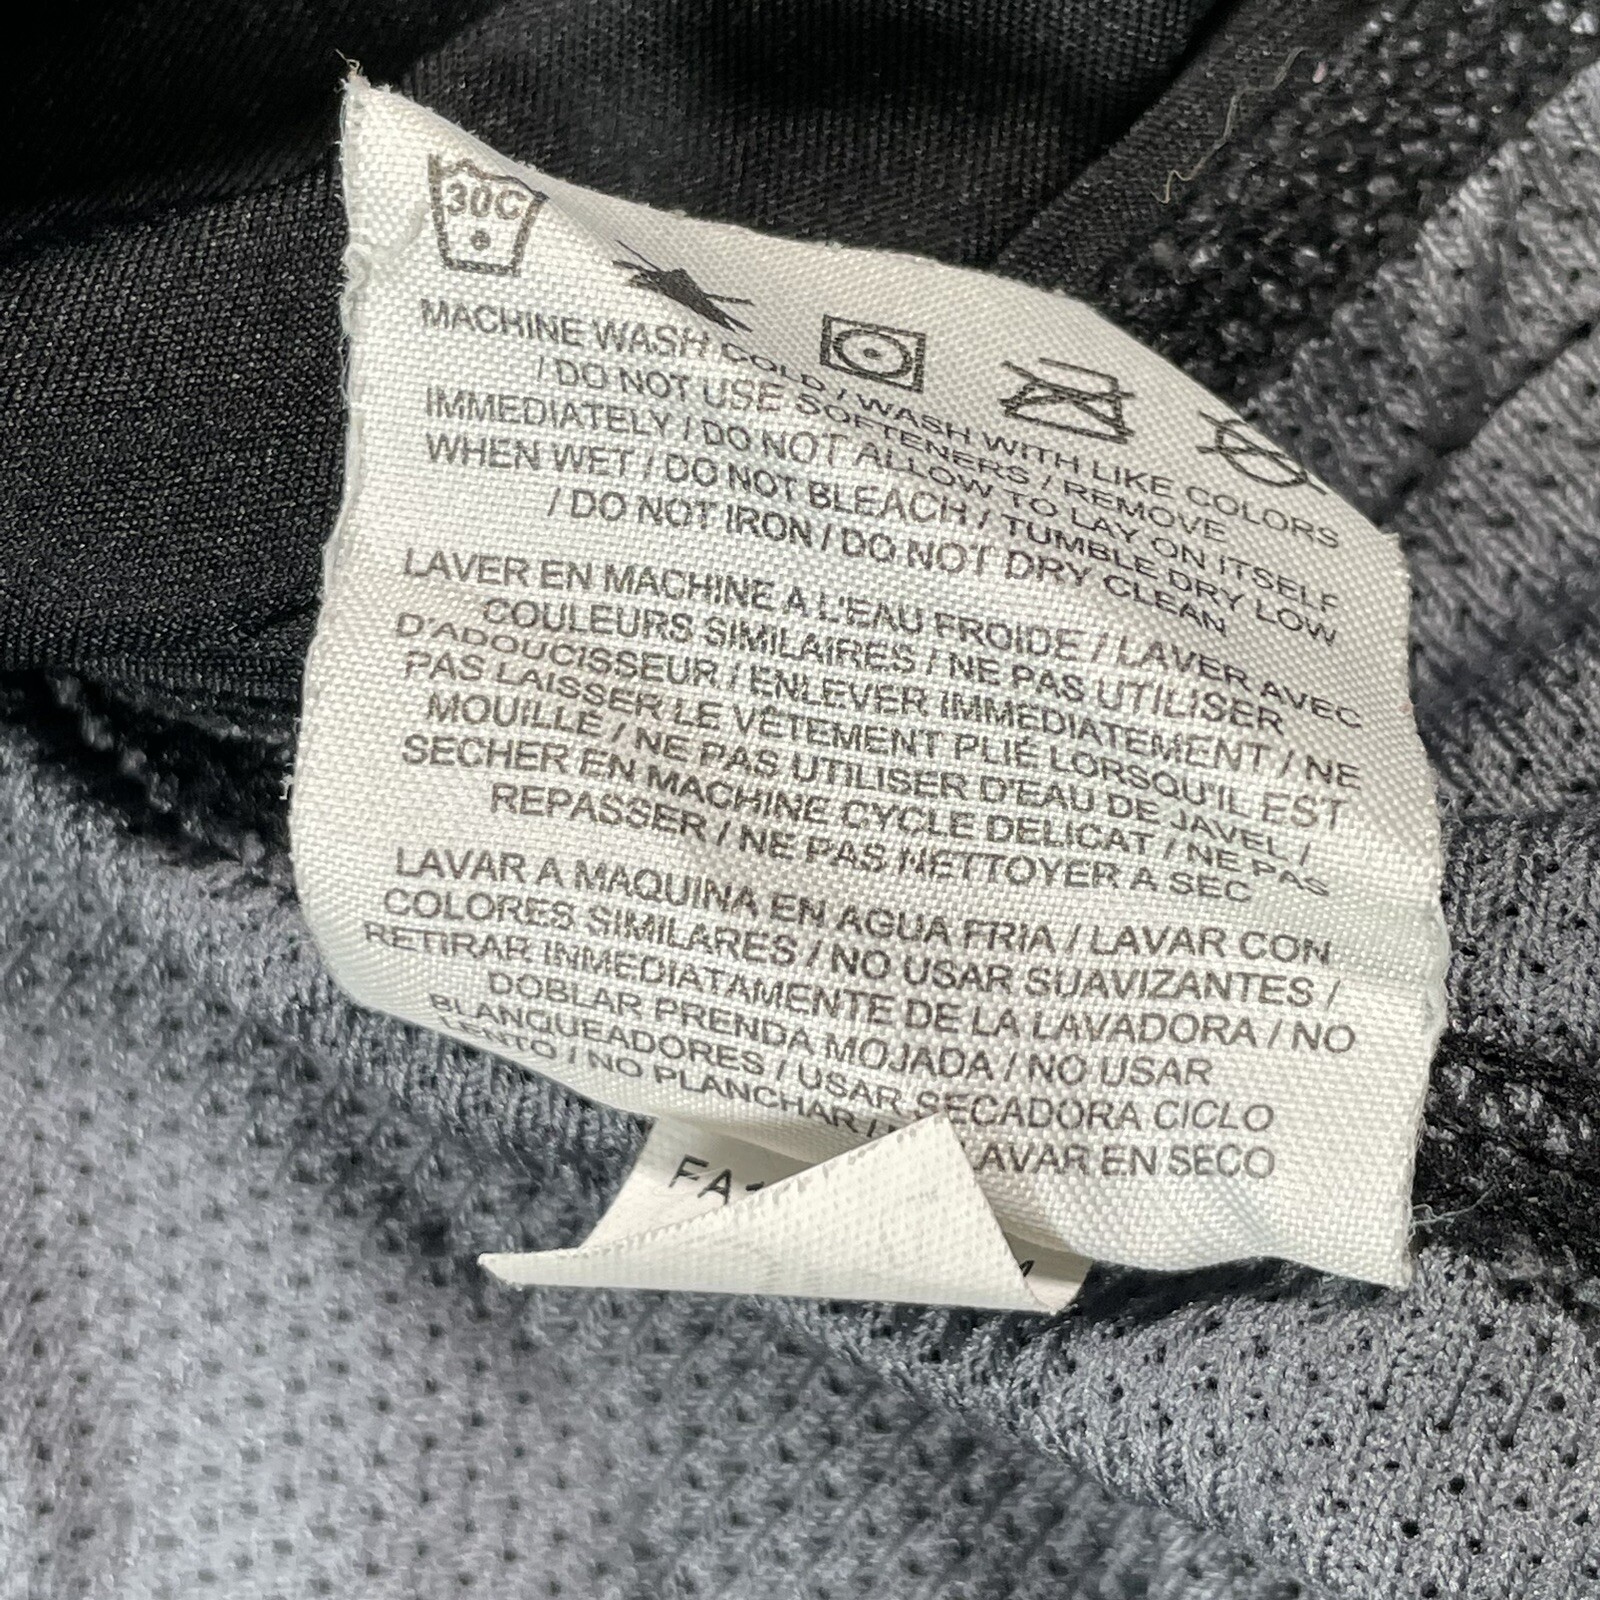 30C
MACHINE WASH COLD / WASH WITH LIKE COLORS
/ DO NOT USE SOFTENERS / REMOVE
IMMEDIATELY / DO NOT ALLOW TO LAY ON ITSELF
WHEN WET / DO NOT BLEACH / TUMBLE DRY LOW
/ DO NOT IRON / DO NOT DRY CLEAN
LAVER EN MACHINE A L'EAU FROIDE / LAVER AVEC
COULEURS SIMILAIRES / NE PAS UTILISER
D'ADOUCISSEUR / ENLEVER IMMEDIATEMENT / NE
PAS LAISSER LE VÊTEMENT PLIÉ LORSQU'IL EST
MOUILLÉ / NE PAS UTILISER D'EAU DE JAVEL /
SECHER EN MACHINE CYCLE DELICAT / NE PAS
REPASSER / NE PAS NETTOYER A SEC
LAVAR A MAQUINA EN AGUA FRIA / LAVAR CON
COLORES SIMILARES / NO USAR SUAVIZANTES /
RETIRAR INMEDIATAMENTE DE LA LAVADORA / NO
DOBLAR PRENDA MOJADA / NO USAR
BLANQUEADORES / USAR SECADORA CICLO
LENTO / NO PLANCHAR / LAVAR EN SECO